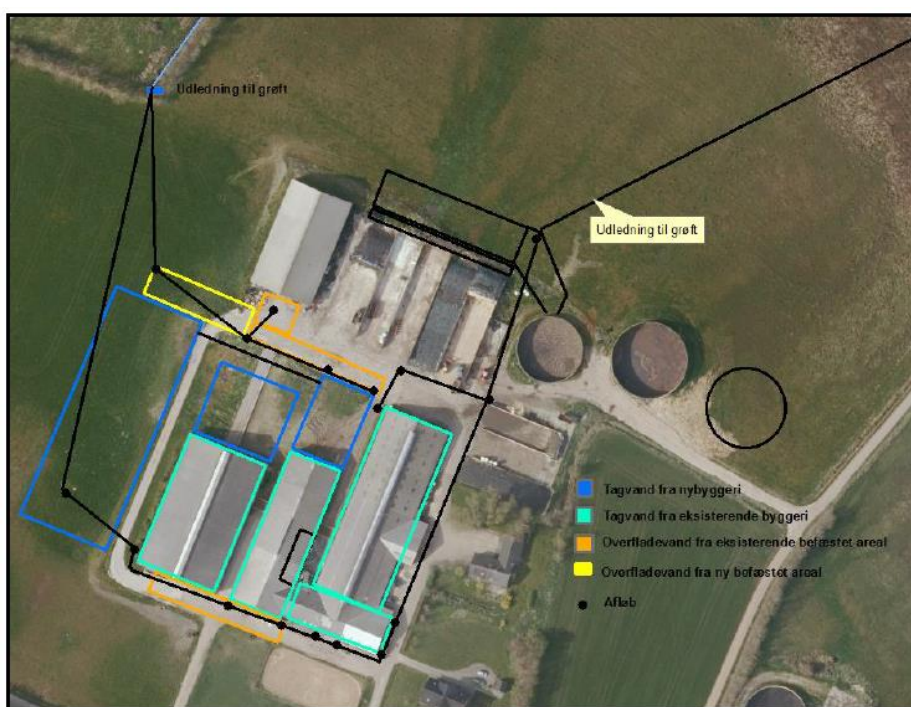 Udledning til grøft
Udledning til grøft
Tagvand fra nybyggeri
Tagvand fra eksisterende byggeri
Overfladevand fra eksisterende befæstet areal
Overfladevand fra ny befæstet areal
Afløb